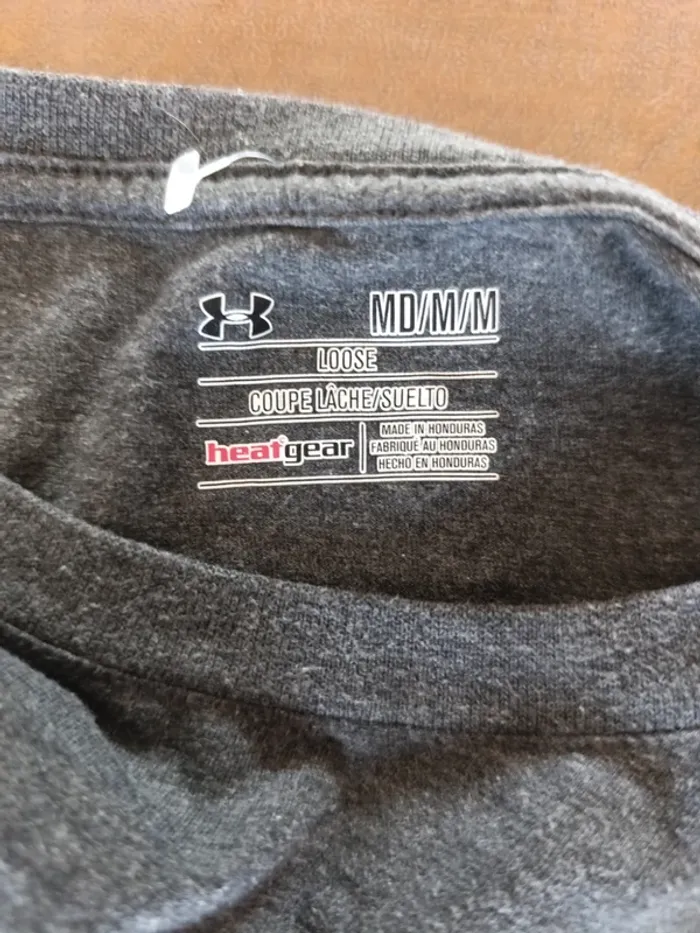 MD/M/M
LOOSE
COUPE LÂCHE/SUELTO
heatgear
MADE IN HONDURAS
FABRIQUÉ AU HONDURAS
HECHO EN HONDURAS